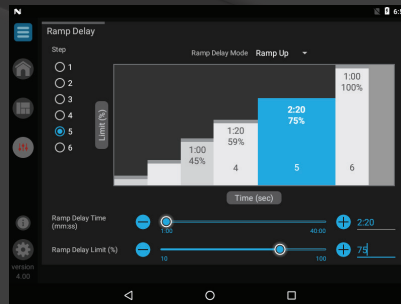 N
6:5
Ramp Delay
Step
Ramp Delay Mode Ramp Up
1
2
3
4
5
6
Limit (%)
1:00
45%
1:20
59%
4
2:20
75%
5
1:00
100%
6
Time (sec)
Ramp Delay Time
(mm:ss)
1:00
40:00
2:20
Ramp Delay Limit (%)
10
100
75
version
4.00